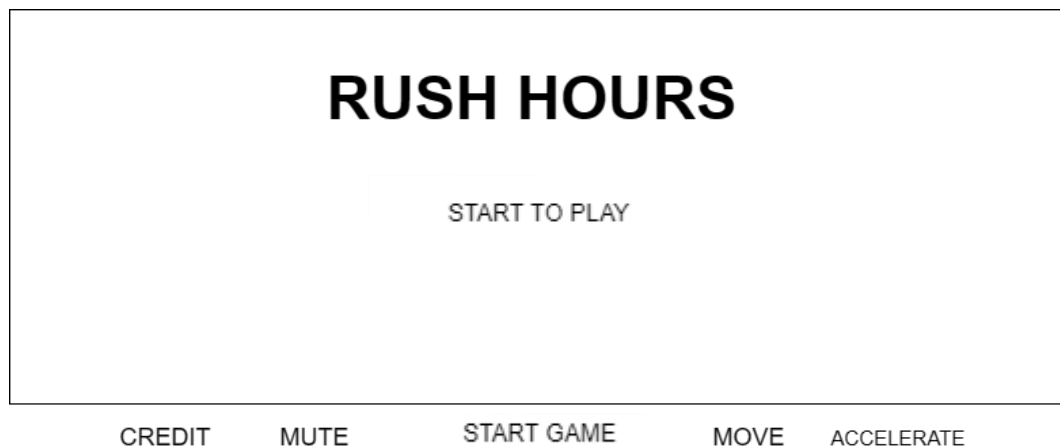 RUSH HOURS
START TO PLAY
CREDIT MUTE START GAME MOVE ACCELERATE